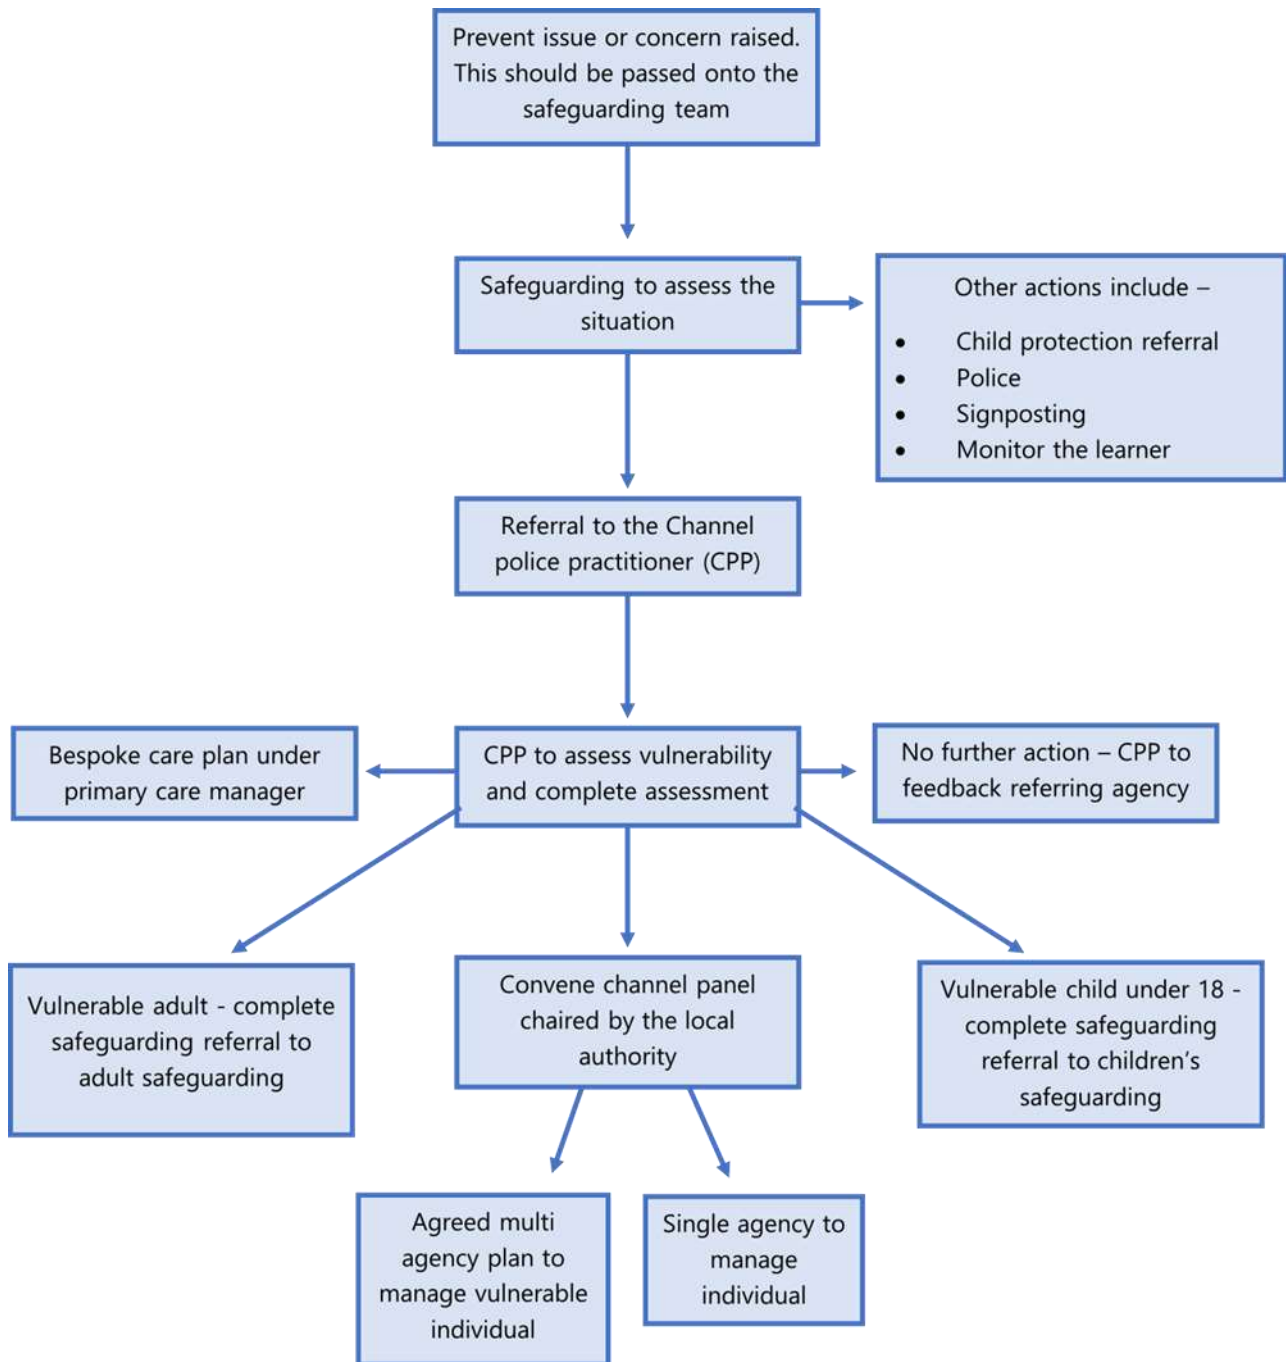 Prevent issue or concern raised.
This should be passed onto the
safeguarding team
Safeguarding to assess the
situation
Other actions include –
• Child protection referral
• Police
• Signposting
• Monitor the learner
Referral to the Channel
police practitioner (CPP)
Bespoke care plan under
primary care manager
CPP to assess vulnerability
and complete assessment
No further action – CPP to
feedback referring agency
Vulnerable adult - complete
safeguarding referral to
adult safeguarding
Convene channel panel
chaired by the local
authority
Vulnerable child under 18 -
complete safeguarding
referral to children’s
safeguarding
Agreed multi
agency plan to
manage vulnerable
individual
Single agency to
manage
individual